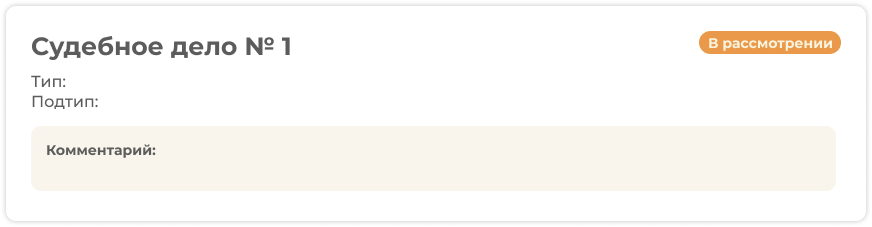 Судебное дело № 1
В рассмотрении
Тип:
Подтип:
Комментарий: